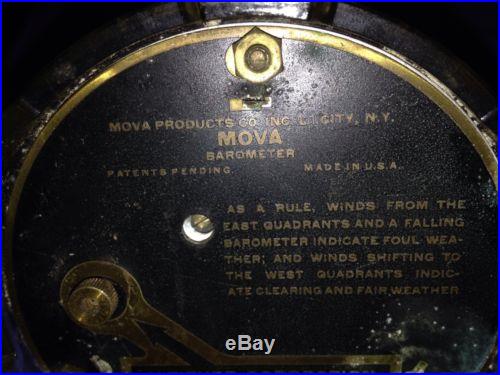 MOVA PRODUCTS CO. INC. L.I. CITY, N.Y.
MOVA
BAROMETER
PATENTS PENDING MADE IN U.S.A.
AS A RULE, WINDS FROM THE
EAST QUADRANTS AND A FALLING
BAROMETER INDICATE FOUL WEA-
THER; AND WINDS SHIFTING TO
THE WEST QUADRANTS INDIC-
ATE CLEARING AND FAIR WEATHER
ebay